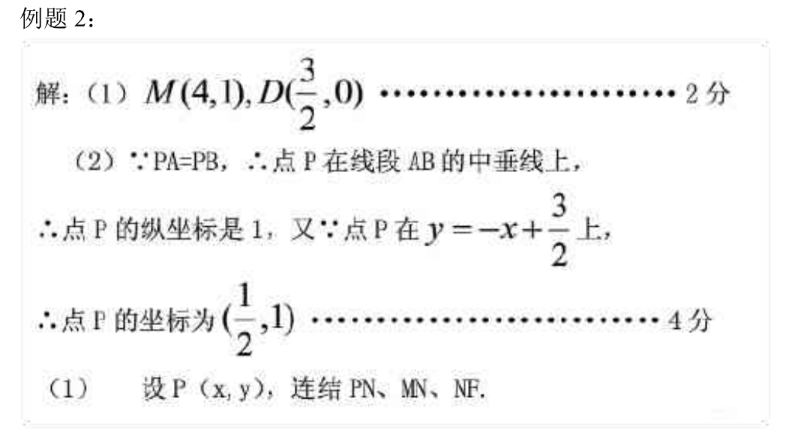 例题 2：
解：（1）M(4,1), D(3/2,0) ························ 2 分
（2）∵PA=PB，∴点 P 在线段 AB 的中垂线上，
∴点 P 的纵坐标是 1，又∵点 P 在 y=−x+3/2 上，
∴点 P 的坐标为 (1/2,1) ···························· 4 分
（1） 设 P（x, y），连结 PN、MN、NF.